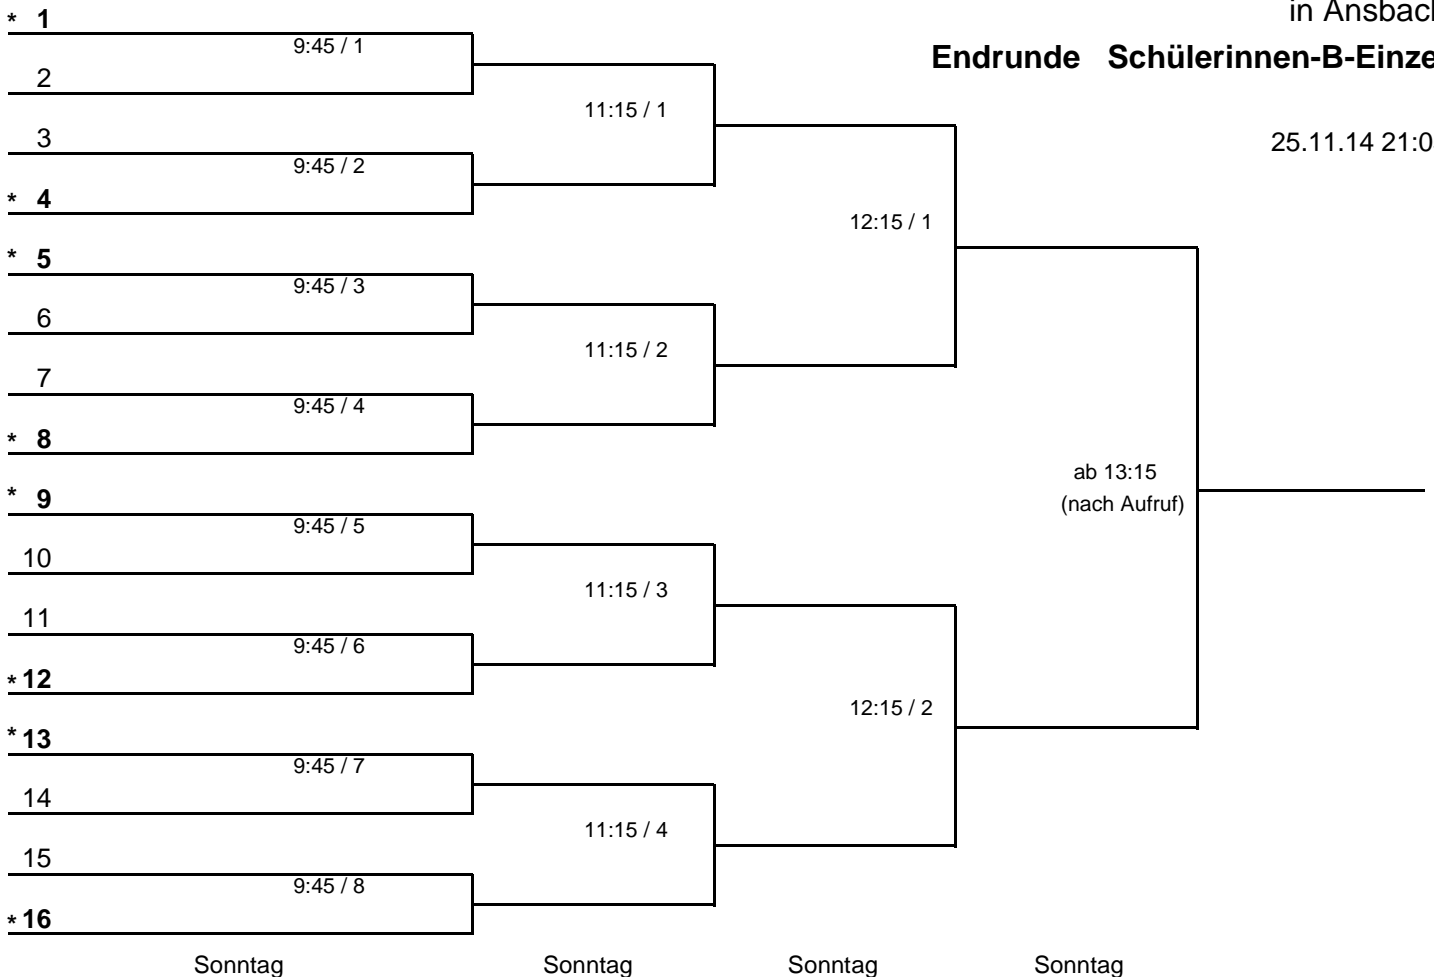 in Ansbach
Endrunde Schülerinnen-B-Einze
25.11.14 21:0
* 1
9:45 / 1
2
11:15 / 1
3
9:45 / 2
* 4
12:15 / 1
* 5
9:45 / 3
6
11:15 / 2
7
9:45 / 4
* 8
ab 13:15
(nach Aufruf)
* 9
9:45 / 5
10
11:15 / 3
11
9:45 / 6
* 12
12:15 / 2
* 13
9:45 / 7
14
11:15 / 4
15
9:45 / 8
* 16
Sonntag Sonntag Sonntag Sonntag